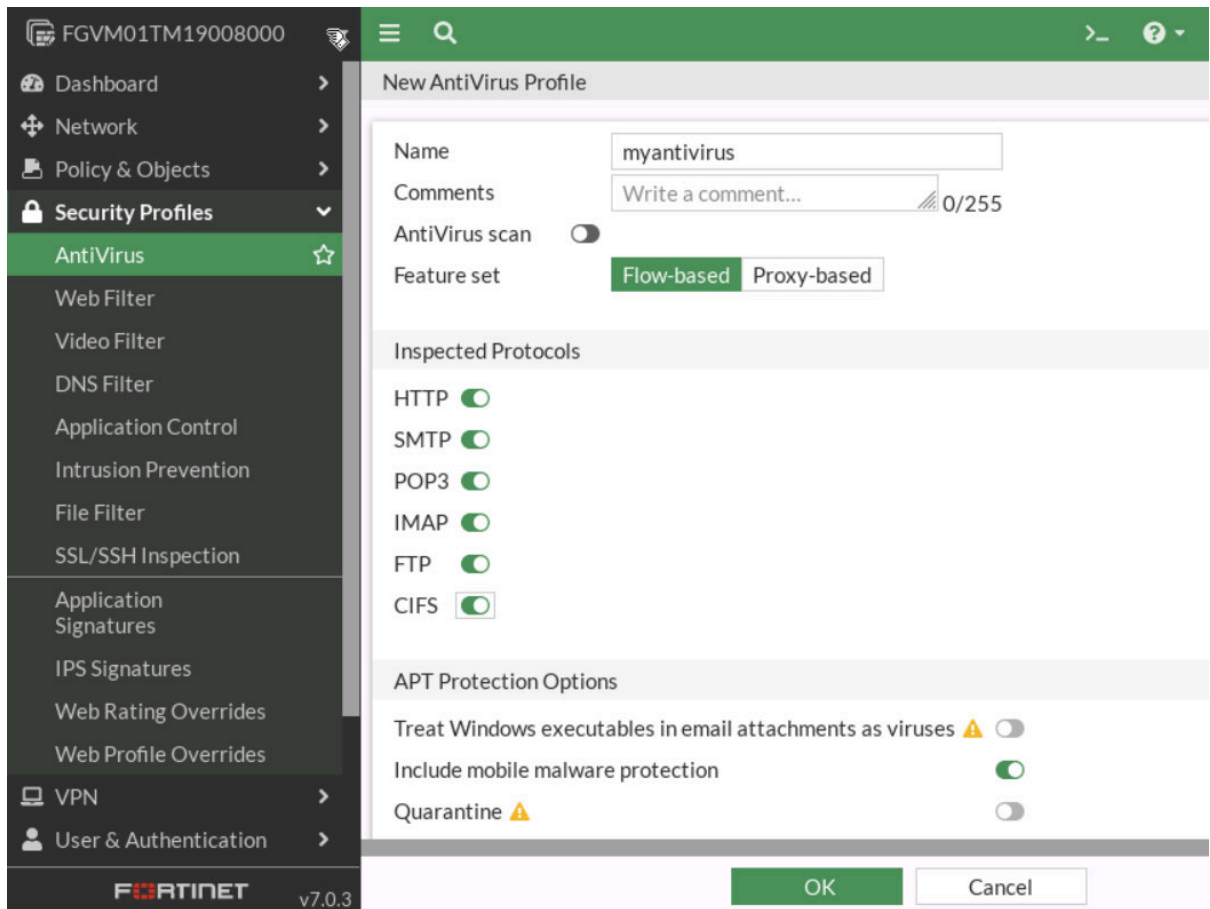 FGVM01TM19008000
Dashboard
Network
Policy & Objects
Security Profiles
AntiVirus
Web Filter
Video Filter
DNS Filter
Application Control
Intrusion Prevention
File Filter
SSL/SSH Inspection
Application
Signatures
IPS Signatures
Web Rating Overrides
Web Profile Overrides
VPN
User & Authentication
FORTINET v7.0.3
New AntiVirus Profile
Name myantivirus
Comments Write a comment... 0/255
AntiVirus scan
Feature set Flow-based Proxy-based
Inspected Protocols
HTTP
SMTP
POP3
IMAP
FTP
CIFS
APT Protection Options
Treat Windows executables in email attachments as viruses
Include mobile malware protection
Quarantine
OK Cancel